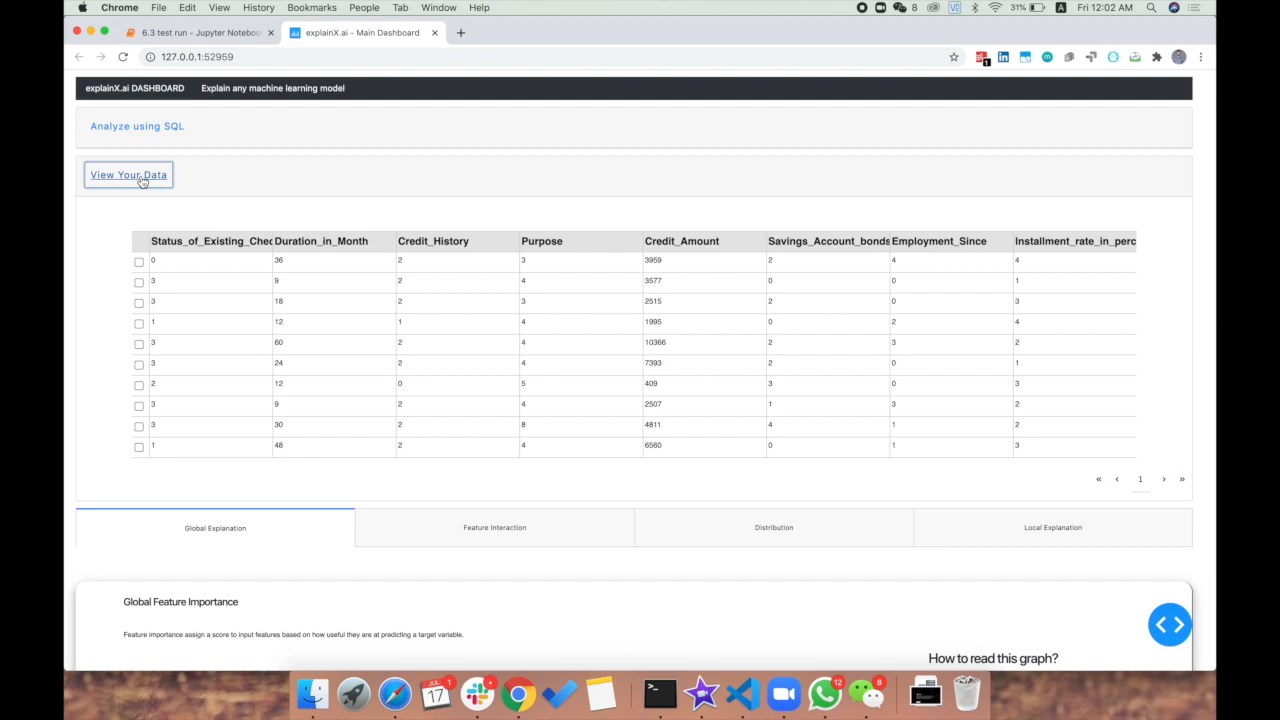 Chrome File Edit View History Bookmarks People Tab Window Help 8 31% A Fri 12:02 AM
6.3 test run - Jupyter Noteboo explainX.ai - Main Dashboard
127.0.0.1:52959
explainX.ai DASHBOARD Explain any machine learning model
Analyze using SQL
View Your Data
Status_of_Existing_Chec Duration_in_Month Credit_History Purpose Credit_Amount Savings_Account_bonds Employment_Since Installment_rate_in_perc
0 36 2 3 3959 2 4 4
3 9 2 4 3577 0 0 1
3 18 2 3 2515 2 0 3
1 12 1 4 1995 0 2 4
3 60 2 4 10366 2 3 2
3 24 2 4 7393 2 0 1
2 12 0 5 409 3 0 3
3 9 2 4 2507 1 3 2
3 30 2 8 4811 4 1 2
1 48 2 4 6560 0 1 3
« ‹ 1 › »
Global Explanation Feature Interaction Distribution Local Explanation
Global Feature Importance
Feature importance assign a score to input features based on how useful they are at predicting a target variable.
How to read this graph?
JUL 17 1 12 8